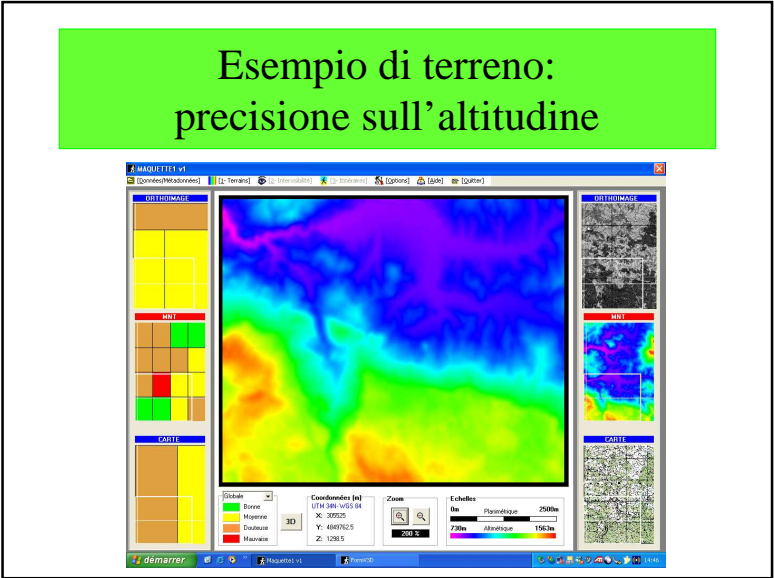 Esempio di terreno:
precisione sull’altitudine
MAQUETTE1 v1
[Données/Métadonnées] [1- Terrains] [2- Intervisibilité] [3- Itinéraires] [Options] [Aide] [Quitter]
ORTHOIMAGE
MNT
CARTE
ORTHOIMAGE
MNT
CARTE
Globale
Bonne
Moyenne
Douteuse
Mauvaise
3D
Coordonnées (m)
UTM 34N-WGS 84
X: 305525
Y: 4849762.5
Z: 1298.5
Zoom
200 %
Echelles
0m Planimétrique 2500m
730m Altimétrique 1563m
démarrer Maquette1 v1 FormV3D 14:46